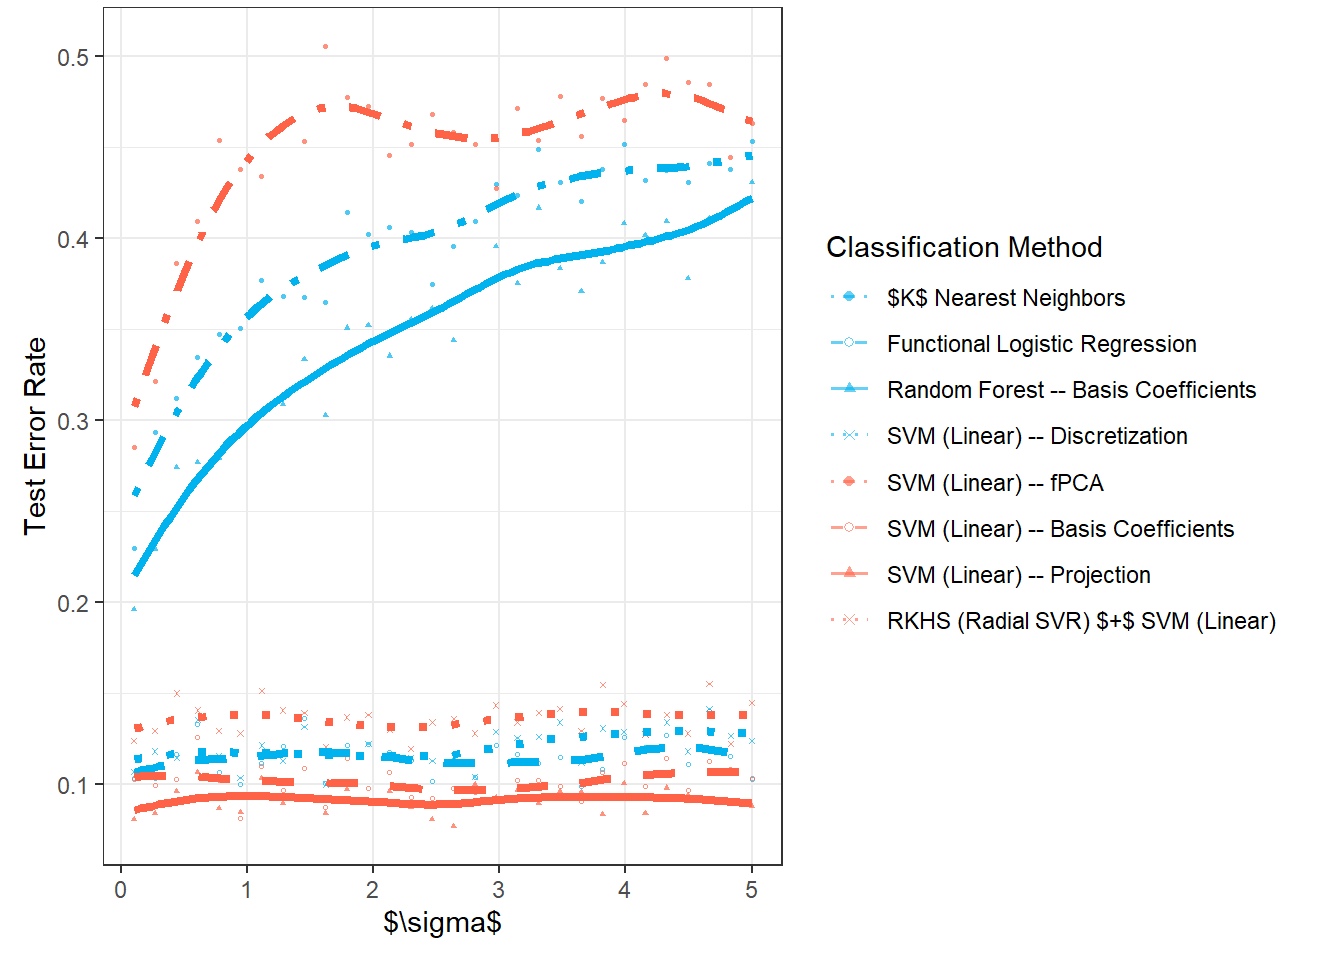 0.5
0.4
0.3
0.2
0.1
Test Error Rate
0 1 2 3 4 5
$\sigma$
Classification Method
$K$ Nearest Neighbors
Functional Logistic Regression
Random Forest -- Basis Coefficients
SVM (Linear) -- Discretization
SVM (Linear) -- fPCA
SVM (Linear) -- Basis Coefficients
SVM (Linear) -- Projection
RKHS (Radial SVR) $+$ SVM (Linear)